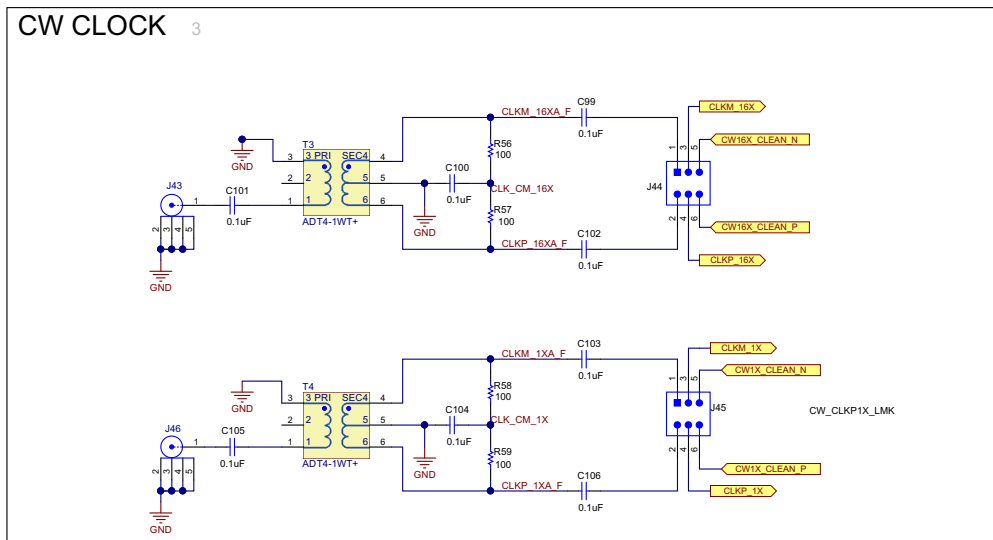 CW CLOCK 3
C99
CLKM_16XA_F
CLKM_16X
0.1uF
T3
R56
100
CW16X_CLEAN_N
3 3 PRI SEC4 4
GND
C100
1 3 5
J43
C101
2 2 5 5
0.1uF
CLK_CM_16X
J44
1
0.1uF
1 1 6 6
ADT4-1WT+
R57
100
GND
2 4 6
CW16X_CLEAN_P
2 3 4 5
CLKP_16XA_F
C102
0.1uF
CLKP_16X
GND
C103
CLKM_1XA_F
CLKM_1X
0.1uF
T4
R58
100
CW1X_CLEAN_N
3 3 PRI SEC4 4
GND
C104
1 3 5
J45
CW_CLKP1X_LMK
J46
C105
2 2 5 5
0.1uF
CLK_CM_1X
1
0.1uF
1 1 6 6
ADT4-1WT+
R59
100
GND
2 4 6
CW1X_CLEAN_P
2 3 4 5
CLKP_1XA_F
C106
0.1uF
CLKP_1X
GND